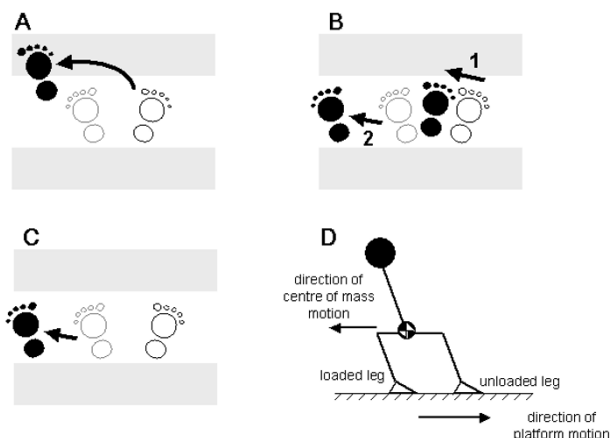 A
B
1
2
C
D
direction of
centre of mass
motion
loaded leg
unloaded leg
direction of
platform motion